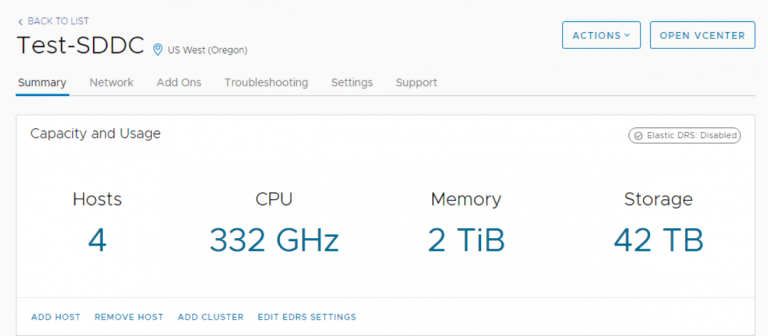 BACK TO LIST
Test-SDDC US West (Oregon)
ACTIONS
OPEN VCENTER
Summary Network Add Ons Troubleshooting Settings Support
Capacity and Usage
Elastic DRS: Disabled
Hosts CPU Memory Storage
4 332 GHz 2 TiB 42 TB
ADD HOST REMOVE HOST ADD CLUSTER EDIT EDRS SETTINGS